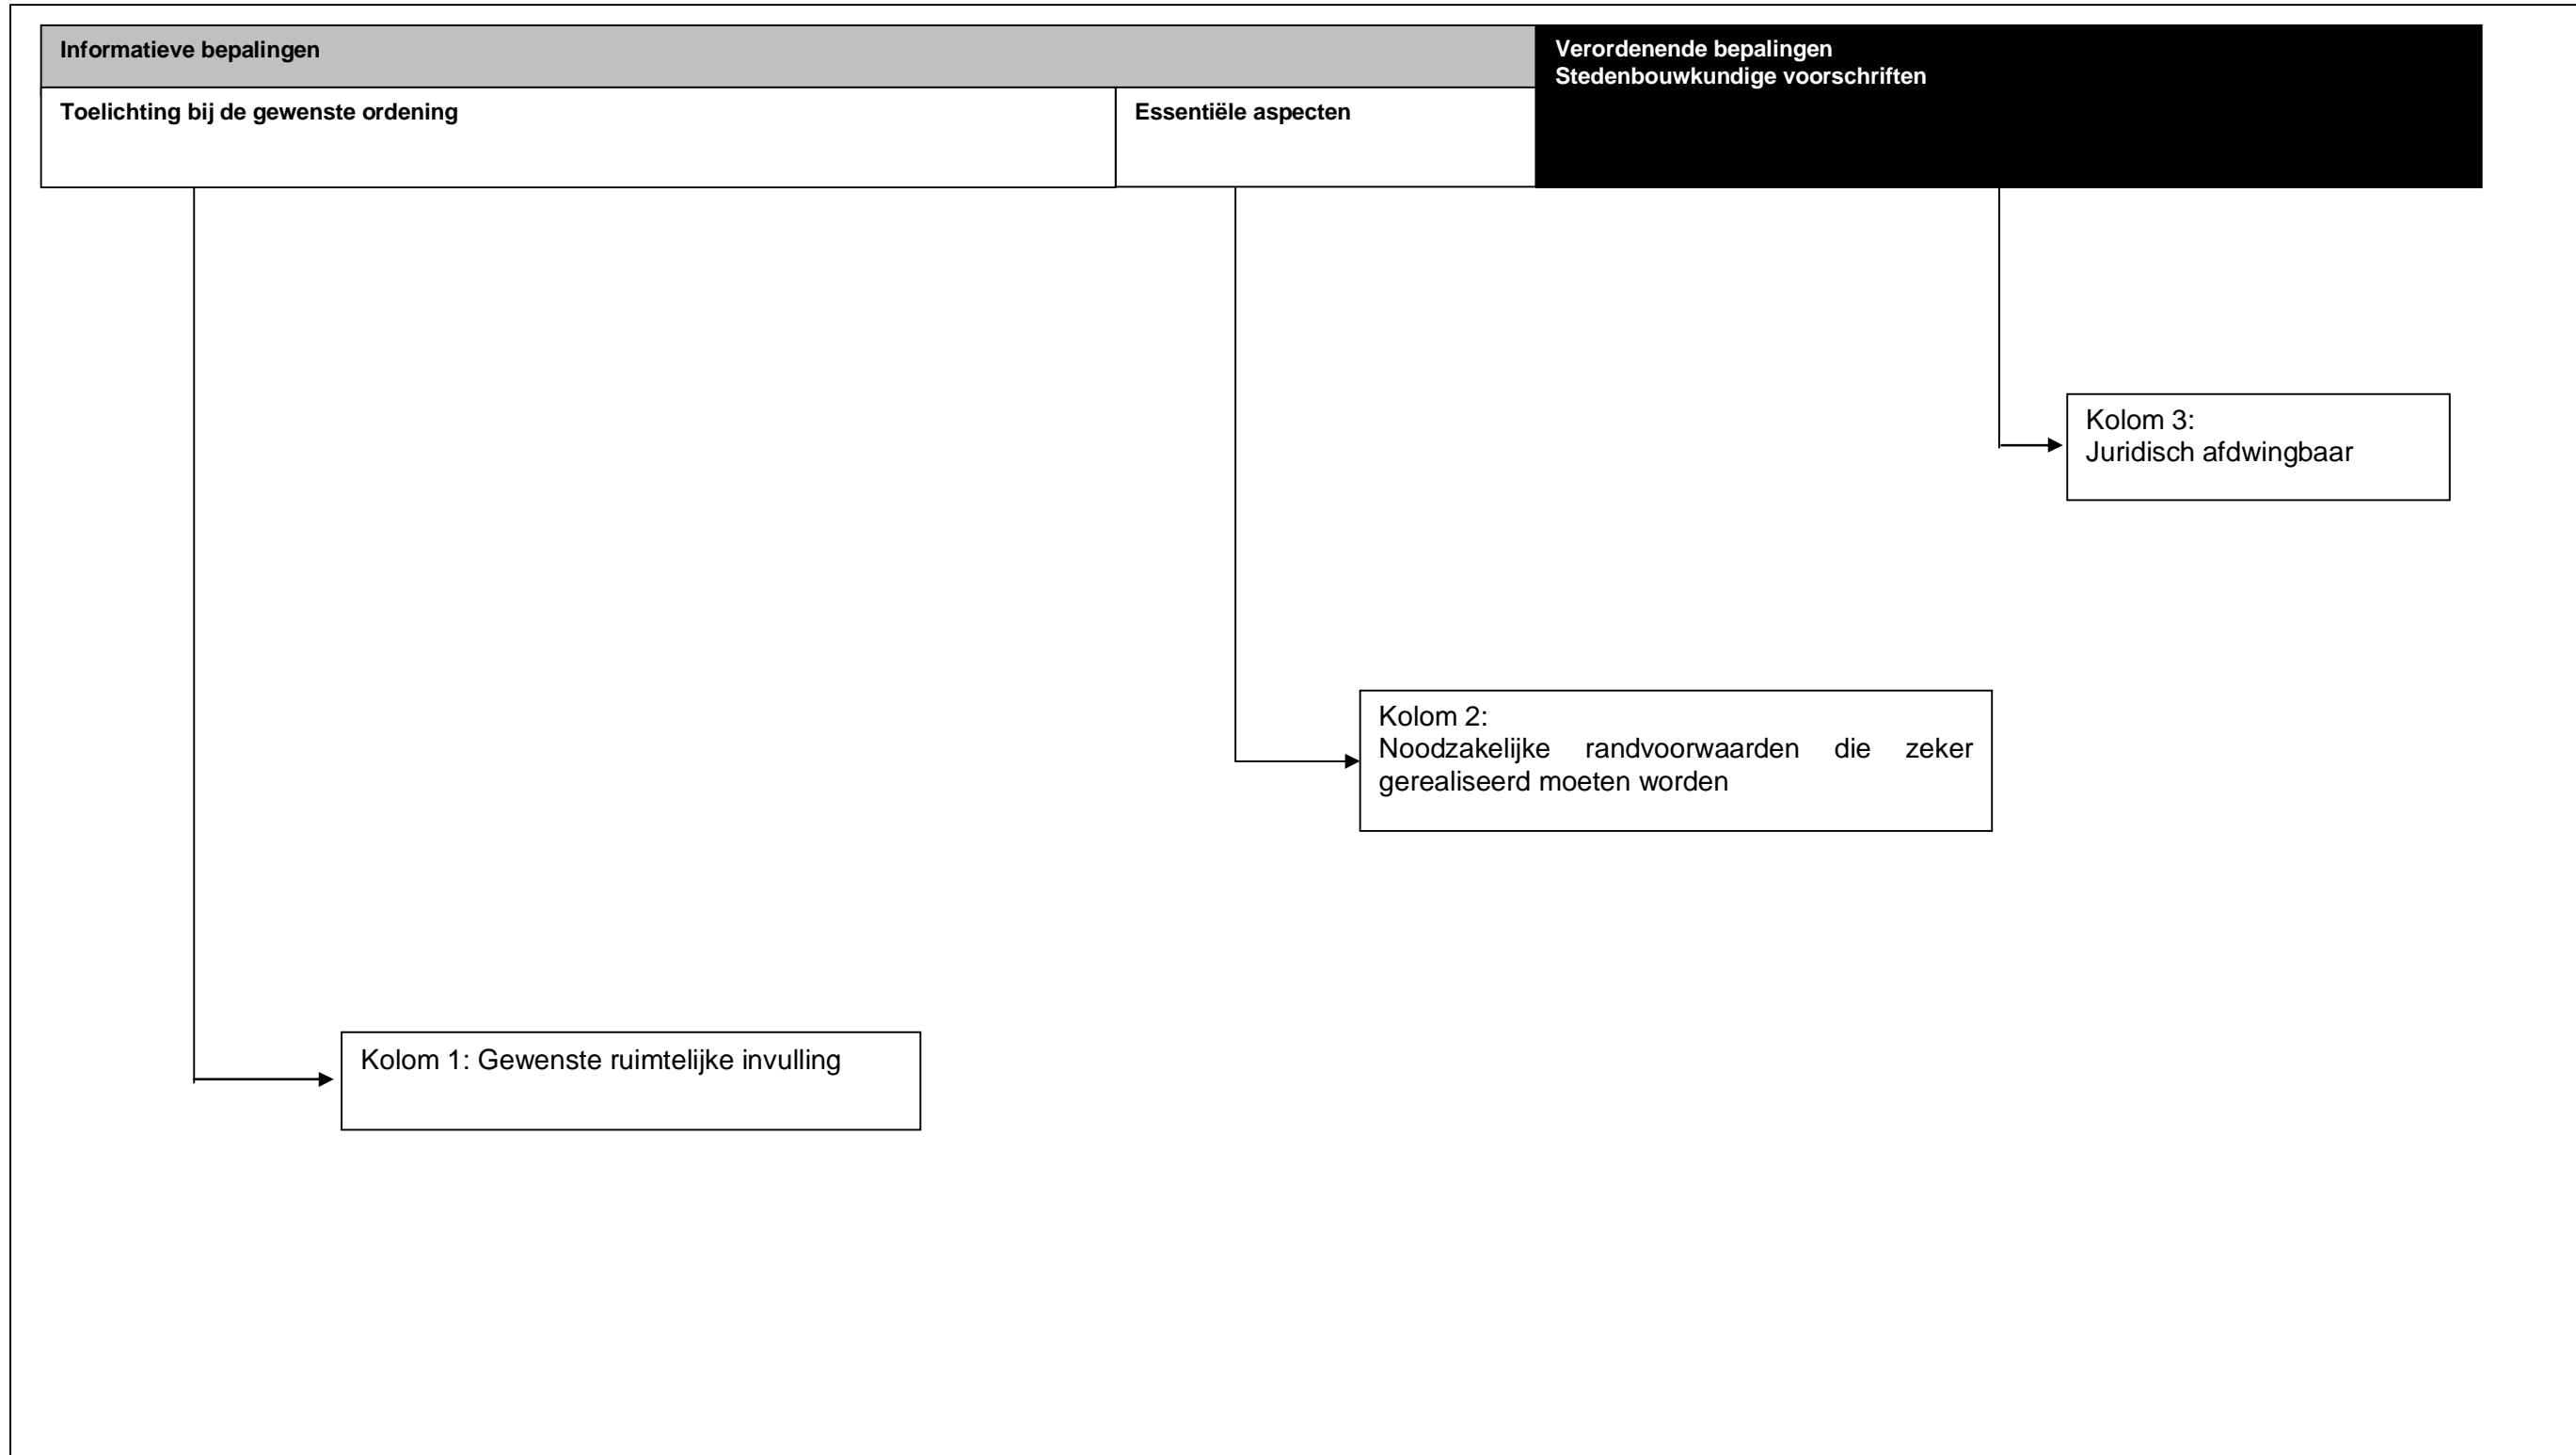 Informatieve bepalingen
Verordenende bepalingen
Stedenbouwkundige voorschriften
Toelichting bij de gewenste ordening
Essentiële aspecten
Kolom 3:
Juridisch afdwingbaar
Kolom 2:
Noodzakelijke randvoorwaarden die zeker
gerealiseerd moeten worden
Kolom 1: Gewenste ruimtelijke invulling